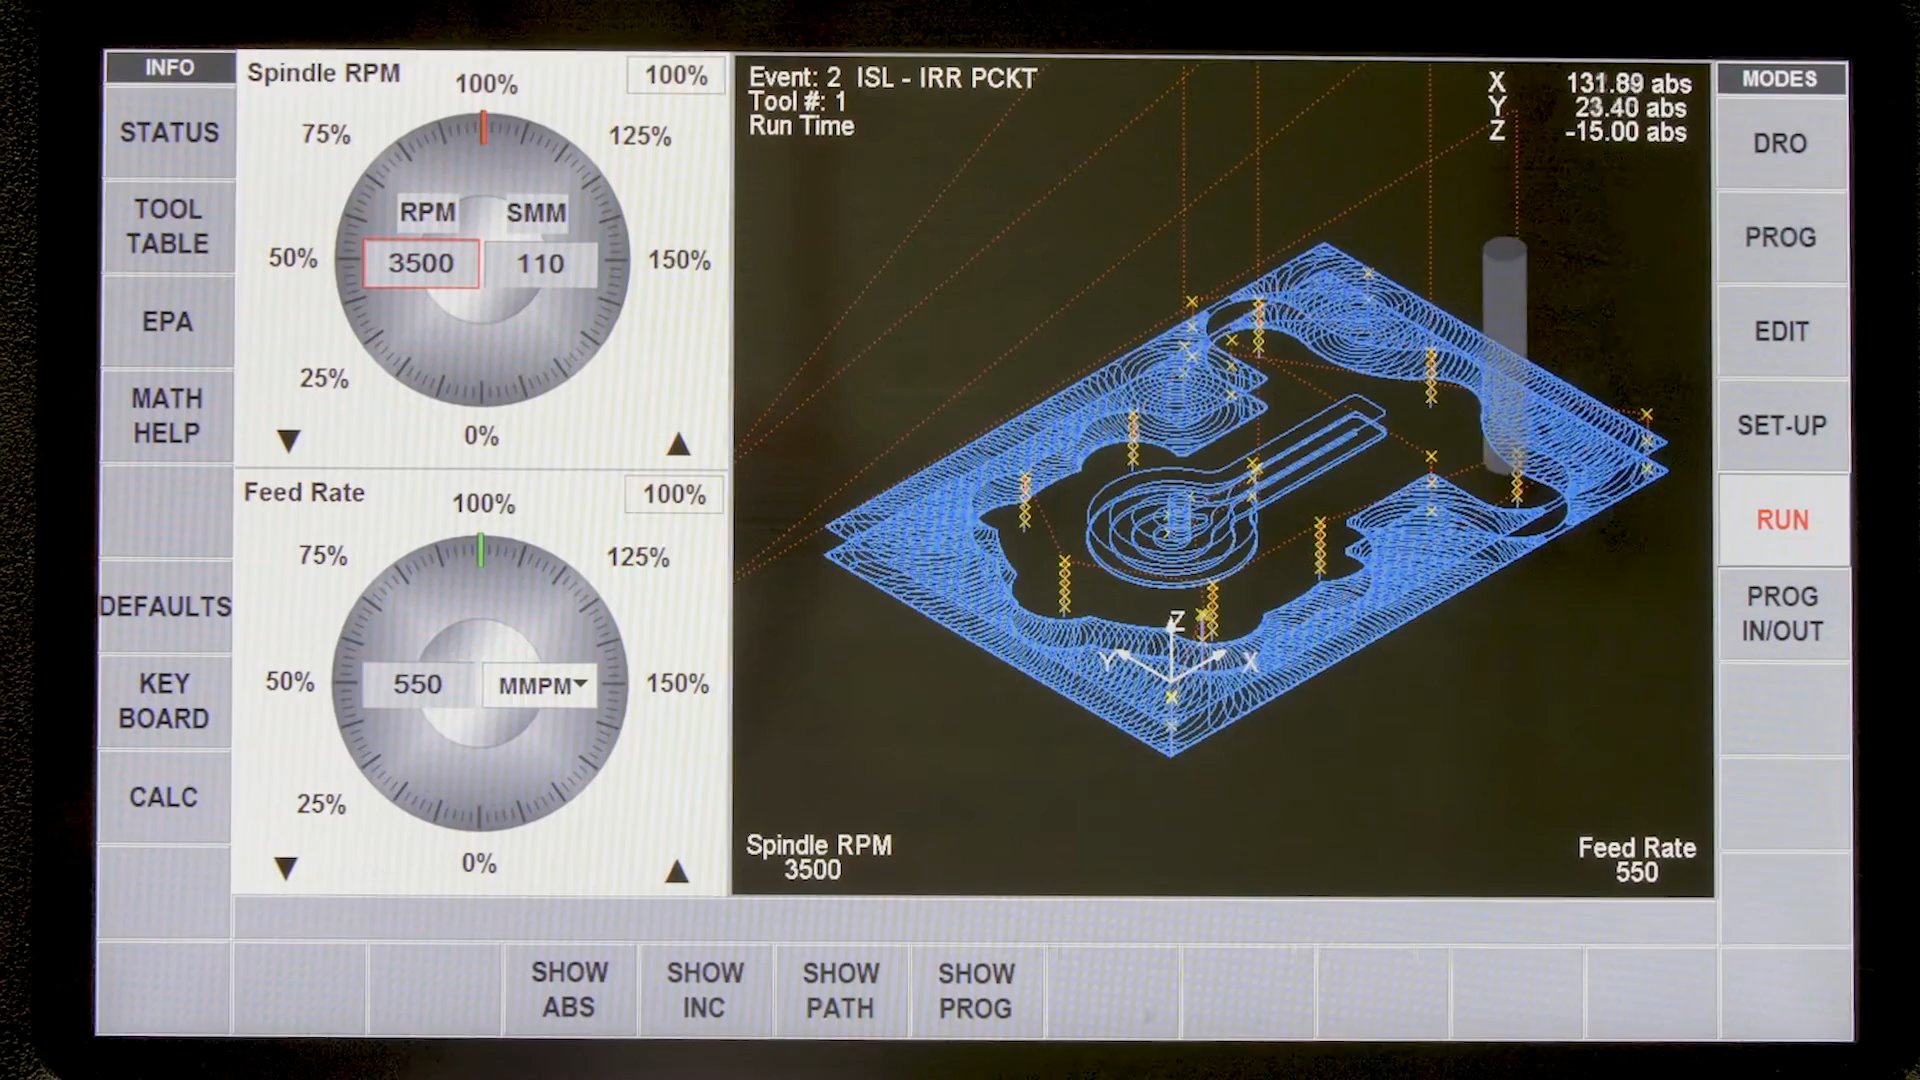 INFO
STATUS
TOOL
TABLE
EPA
MATH
HELP
DEFAULTS
KEY
BOARD
CALC
Spindle RPM
100%
100%
75%
125%
RPM
SMM
50%
3500
110
150%
25%
0%
Feed Rate
100%
100%
75%
125%
50%
550
MMPM
150%
25%
0%
Event: 2 ISL - IRR PCKT
Tool #: 1
Run Time
X 131.89 abs
Y 23.40 abs
Z -15.00 abs
Z
Y
X
Spindle RPM
3500
Feed Rate
550
MODES
DRO
PROG
EDIT
SET-UP
RUN
PROG
IN/OUT
SHOW
ABS
SHOW
INC
SHOW
PATH
SHOW
PROG